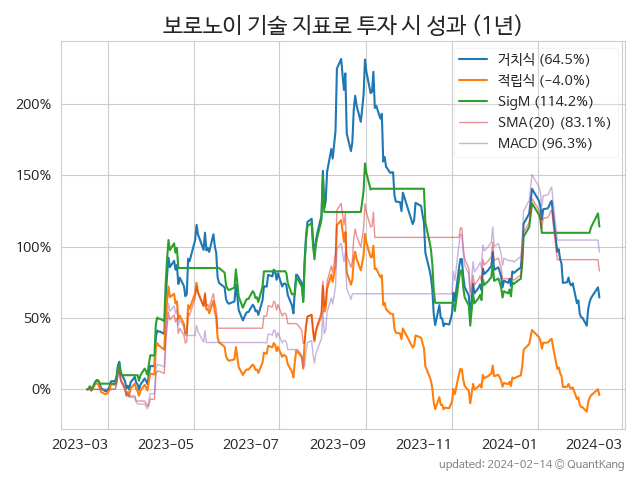 보로노이 기술 지표로 투자 시 성과 (1년)
거치식 (64.5%)
적립식 (-4.0%)
SigM (114.2%)
SMA(20) (83.1%)
MACD (96.3%)
200%
150%
100%
50%
0%
2023-03 2023-05 2023-07 2023-09 2023-11 2024-01 2024-03
updated: 2024-02-14 ⓒ QuantKang